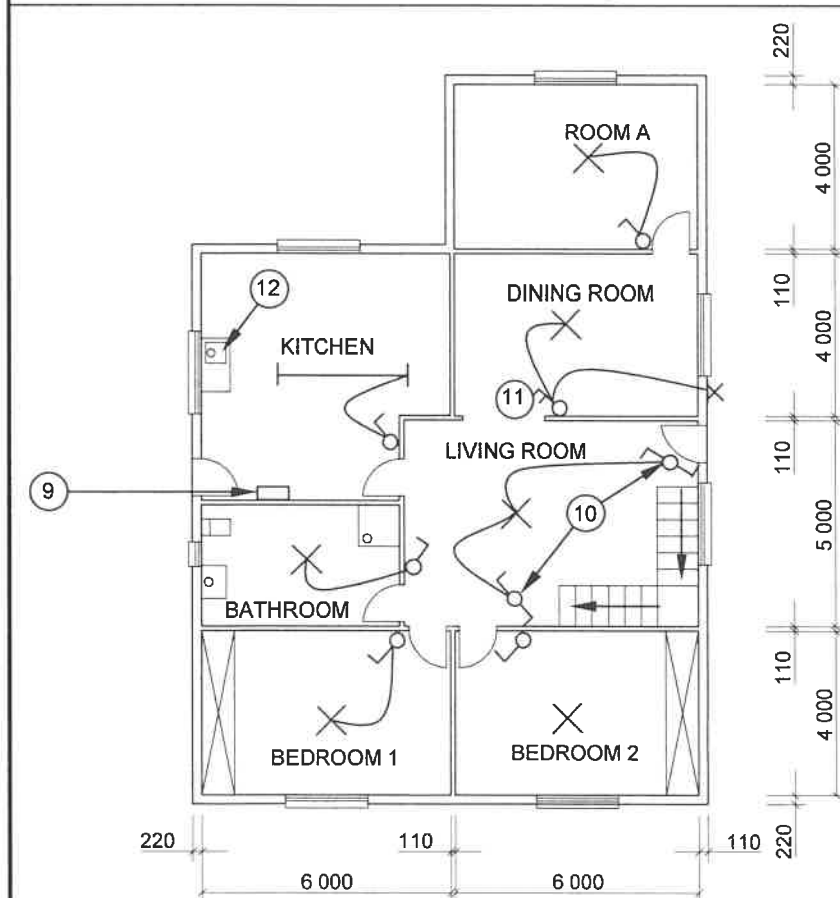 220
ROOM A
4 000
12
DINING ROOM
110
KITCHEN
4 000
11
LIVING ROOM
110
9
10
5 000
BATHROOM
110
BEDROOM 1
BEDROOM 2
4 000
220
110
110
220
6 000
6 000